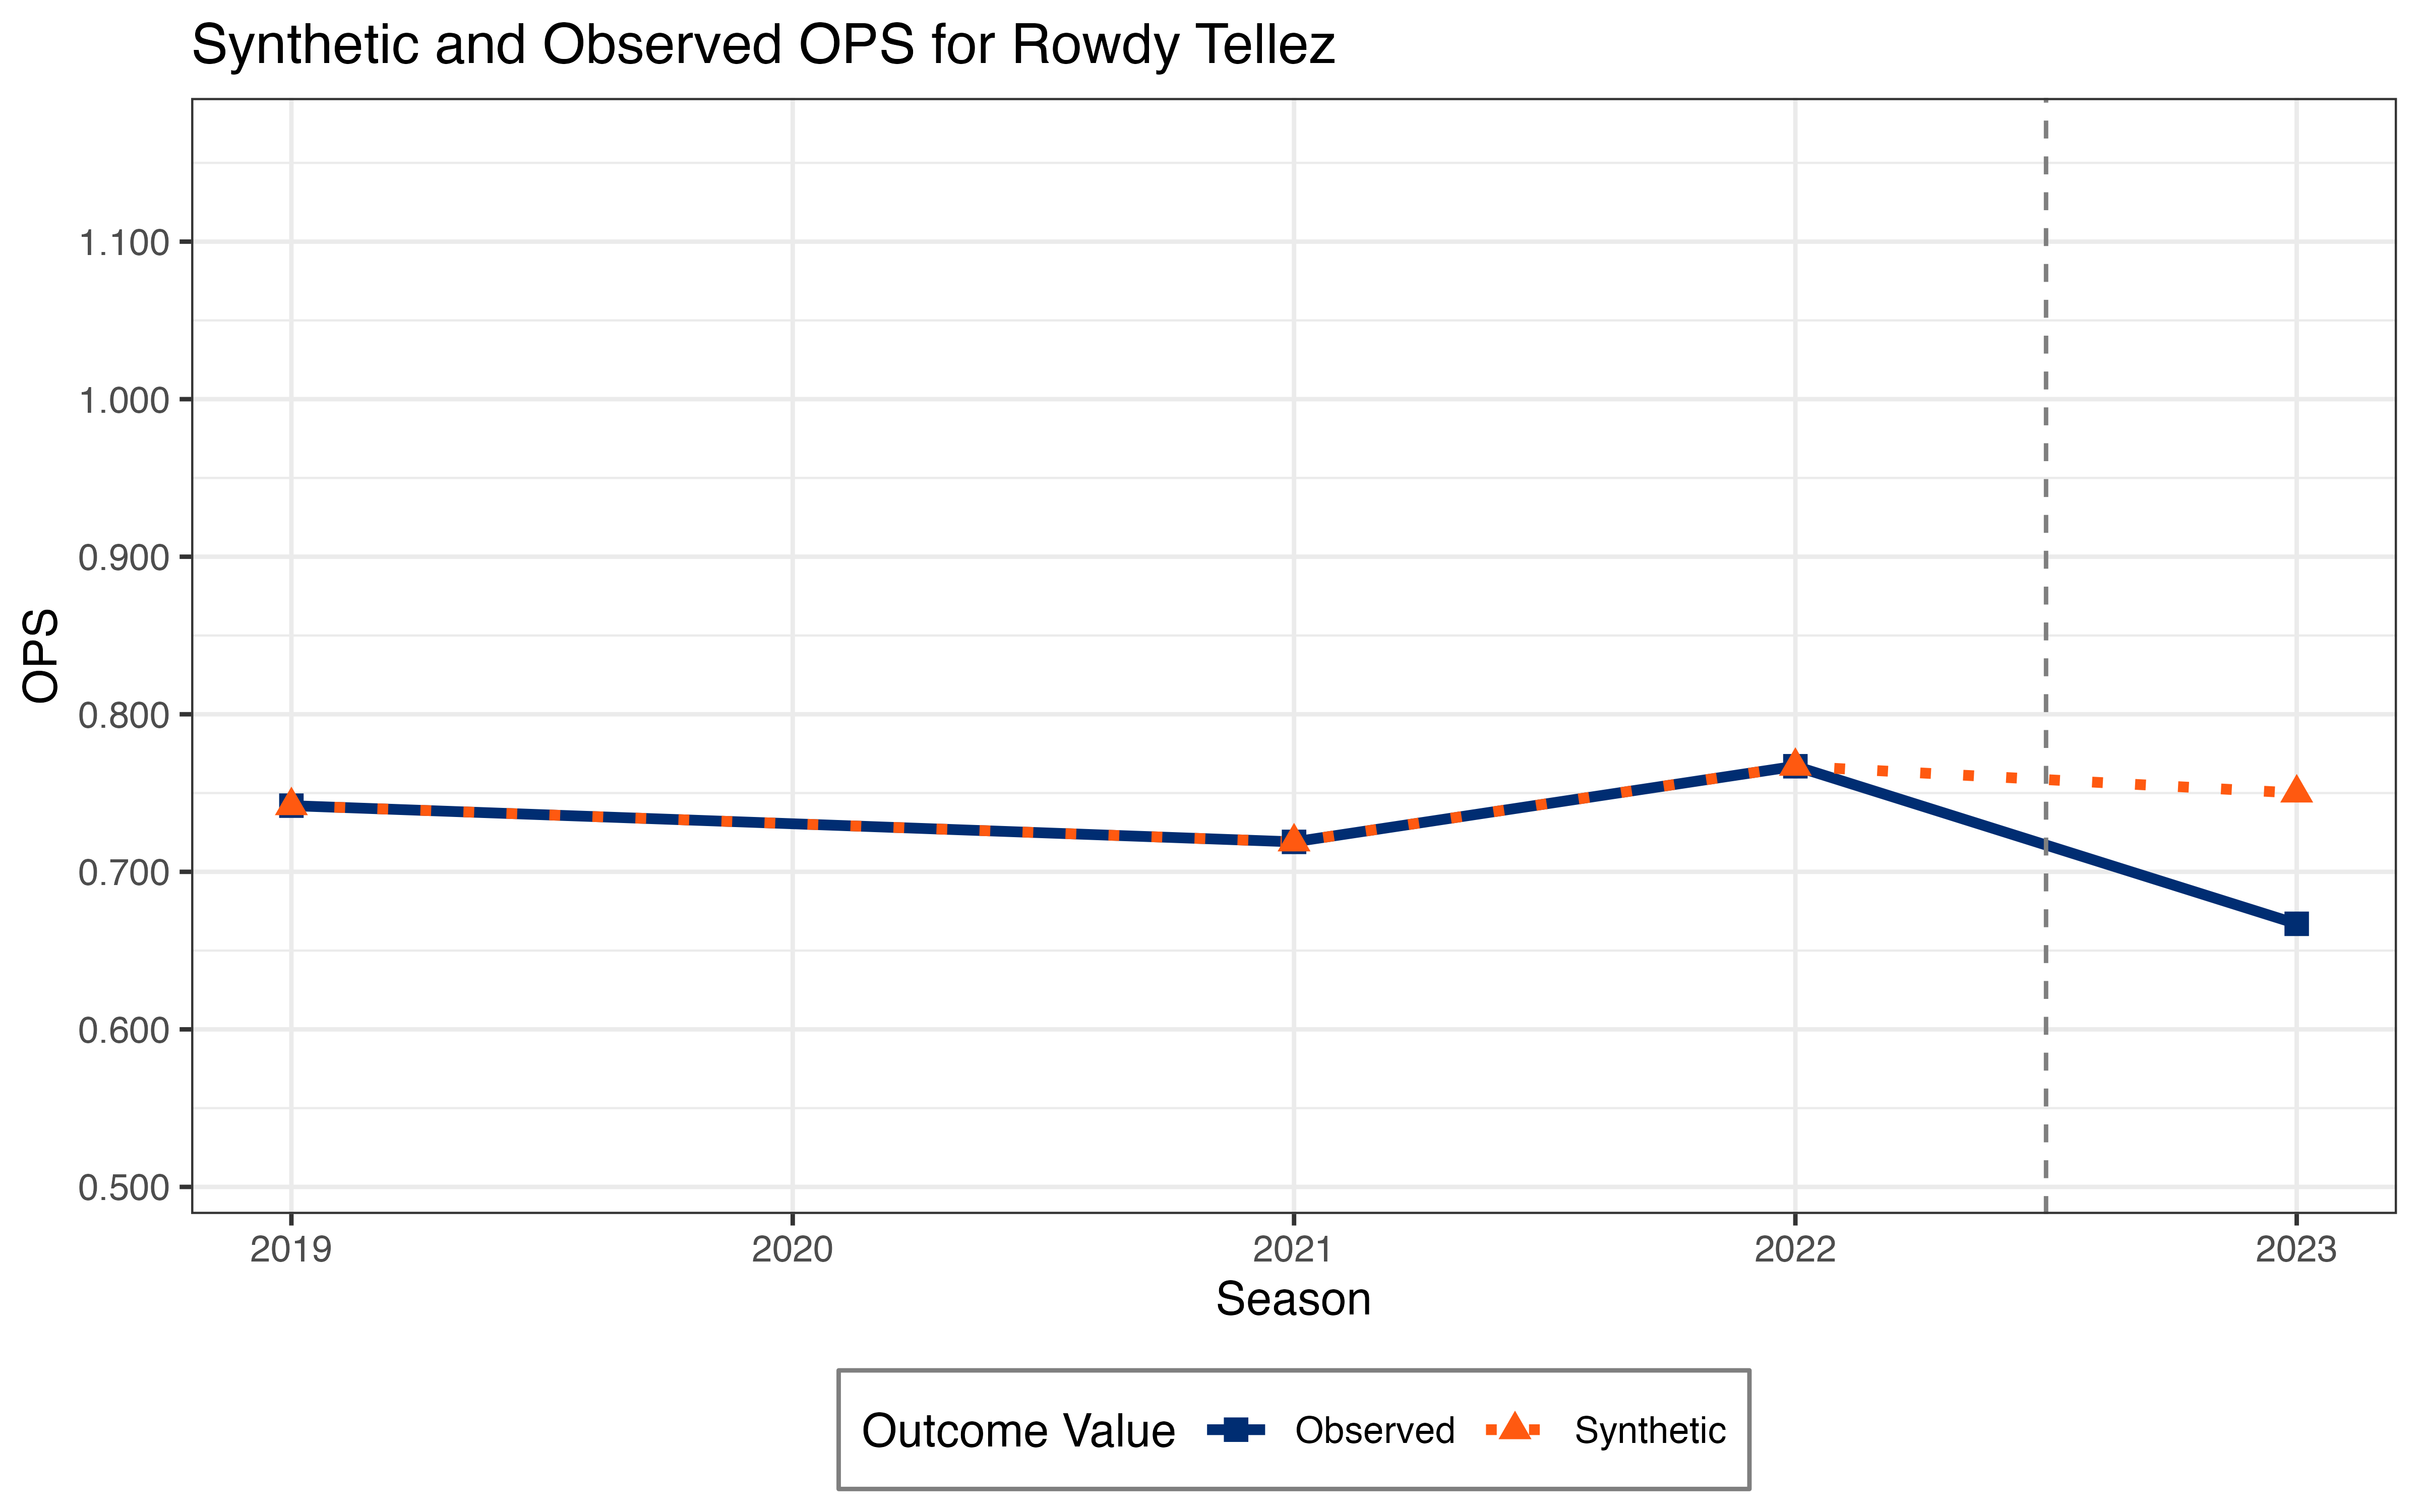 Synthetic and Observed OPS for Rowdy Tellez
1.100
1.000
0.900
0.800
0.700
0.600
0.500
OPS
2019 2020 2021 2022 2023
Season
Outcome Value Observed Synthetic